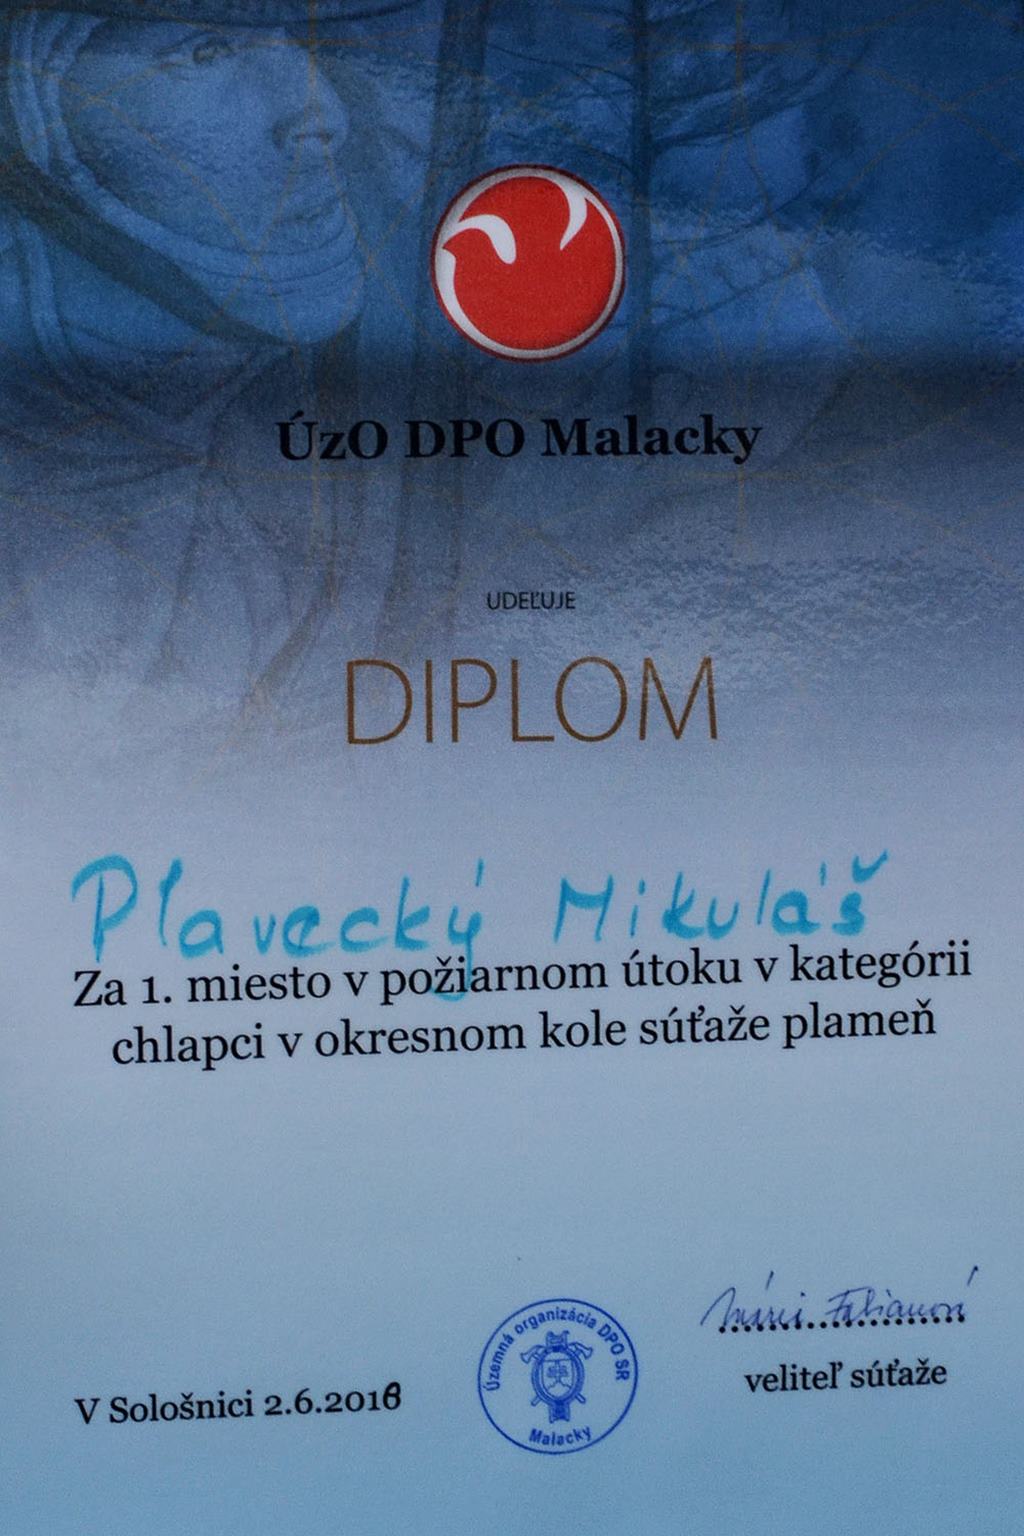 ÚzO DPO Malacky
UDEĽUJE
DIPLOM
Plavecký Mikuláš
Za 1. miesto v požiarnom útoku v kategórii
chlapci v okresnom kole súťaže plameň
veliteľ súťaže
V Sološnici 2.6.2018
Územná organizácia DPO SR
Malacky